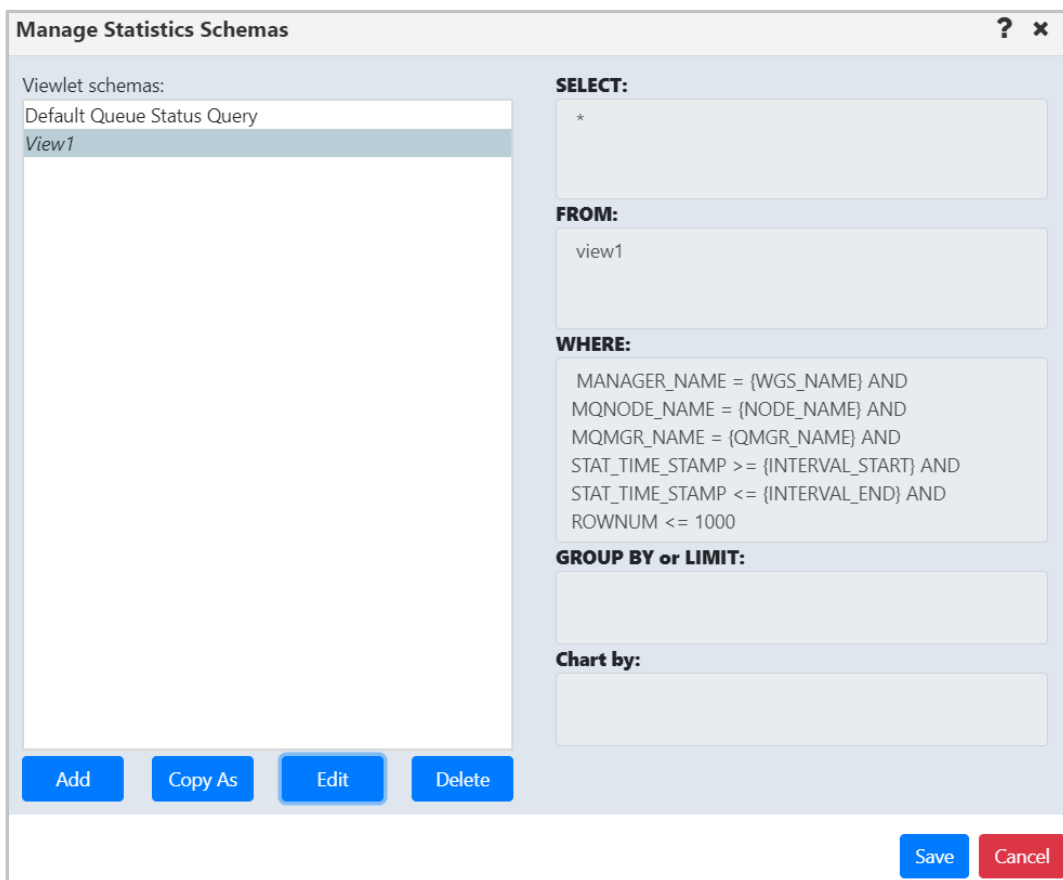 Manage Statistics Schemas
? ×
Viewlet schemas:
Default Queue Status Query
View1
Add
Copy As
Edit
Delete
SELECT:
*
FROM:
view1
WHERE:
MANAGER_NAME = {WGS_NAME} AND
MQNODE_NAME = {NODE_NAME} AND
MQMGR_NAME = {QMGR_NAME} AND
STAT_TIME_STAMP >= {INTERVAL_START} AND
STAT_TIME_STAMP <= {INTERVAL_END} AND
ROWNUM <= 1000
GROUP BY or LIMIT:
Chart by:
Save
Cancel